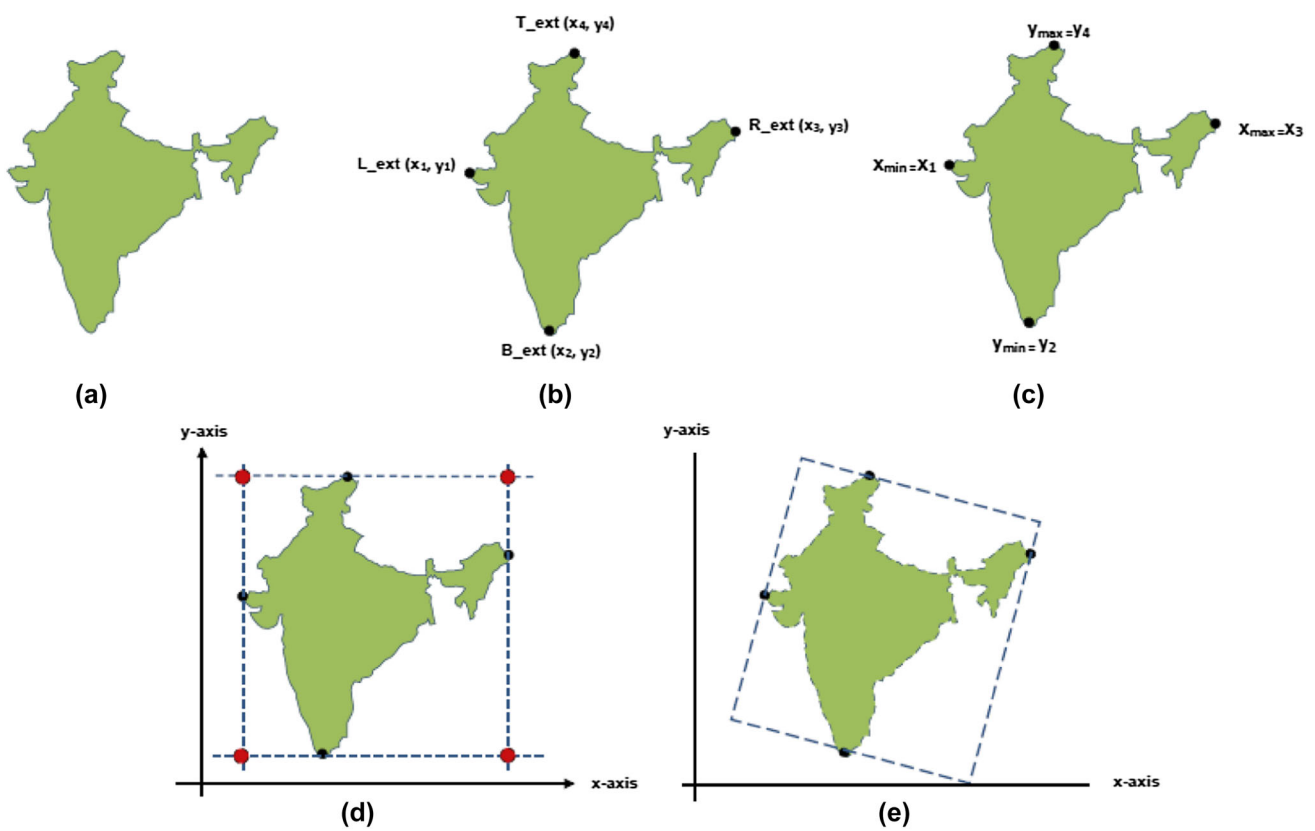 T_ext (x₄, y₄)
R_ext (x₃, y₃)
L_ext (x₁, y₁)
B_ext (x₂, y₂)
yₘₐₓ=y₄
xₘₐₓ=x₃
xₘᵢₙ=x₁
yₘᵢₙ= y₂
(a)
(b)
(c)
y-axis
x-axis
(d)
y-axis
x-axis
(e)